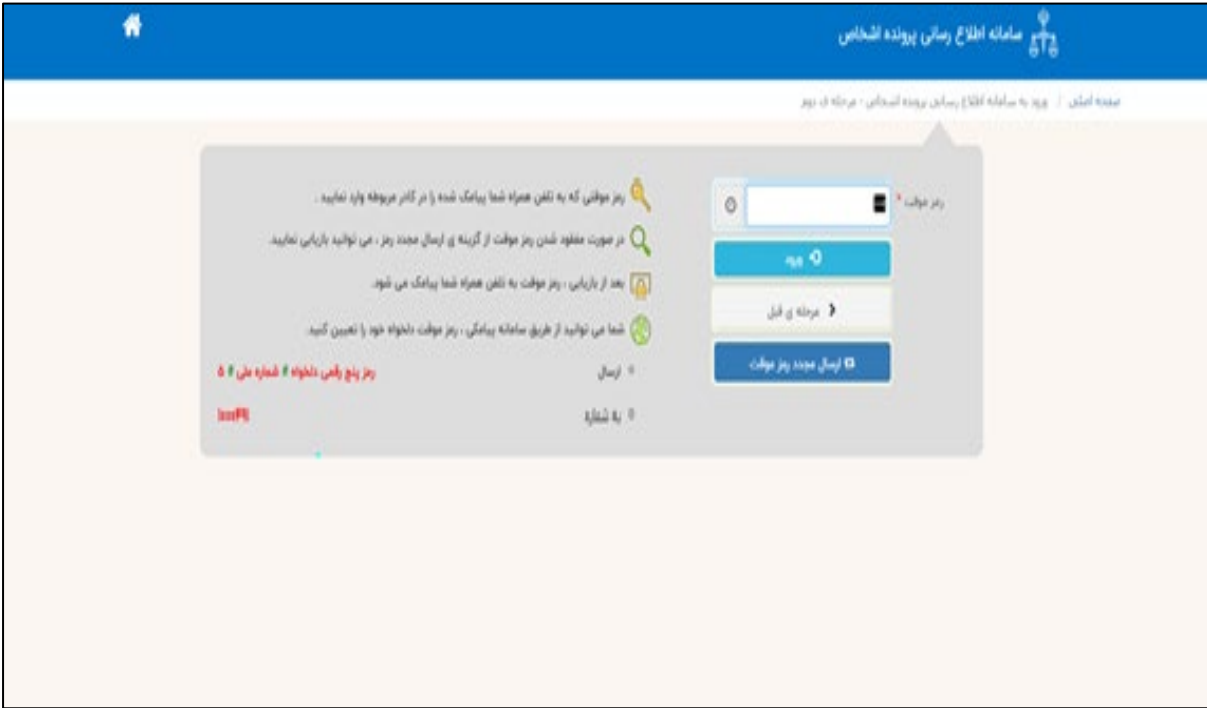 سامانه اطلاع رسانی پرونده اشخاص
صفحه اصلی / ورود به سامانه اطلاع رسانی پرونده اشخاص - مرحله ی دوم
رمز موقت *
ورود
مرحله ی قبل
ارسال مجدد رمز موقت
رمز موقتی که به تلفن همراه شما پیامک شده را در کادر مربوطه وارد نمایید .
در صورت مفقود شدن رمز موقت از گزینه ی ارسال مجدد رمز ، می توانید بازیابی نمایید.
بعد از بازیابی ، رمز موقت به تلفن همراه شما پیامک می شود.
شما می توانید از طریق سامانه پیامکی ، رمز موقت دلخواه خود را تعیین کنید.
ارسال رمز پنج رقمی دلخواه # شماره ملی # ۵
به شماره